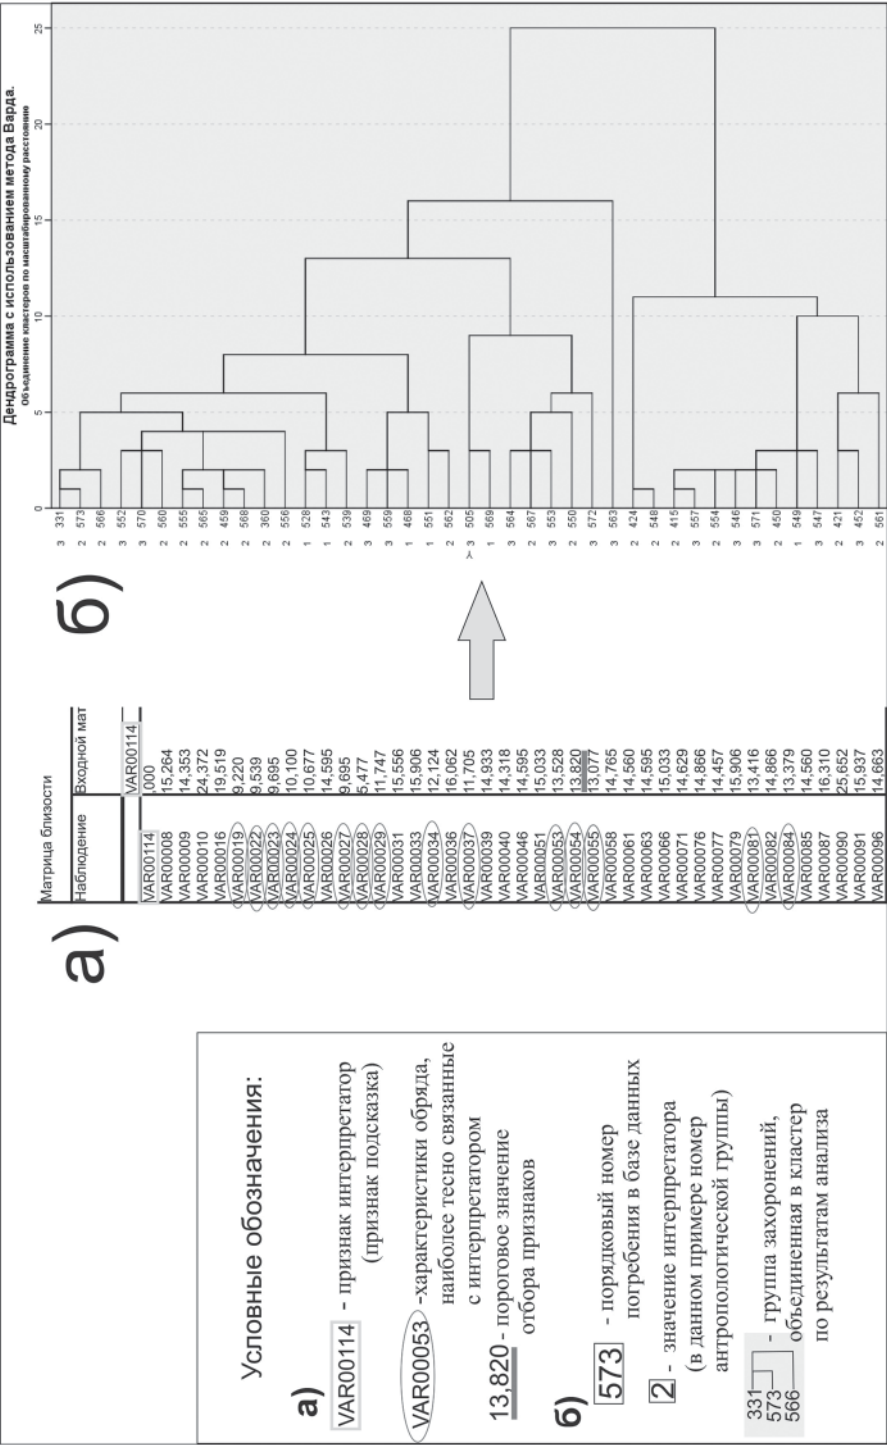 Условные обозначения:
а)
VAR00114 - признак интерпретатор
(признак подсказка)
VAR00053 -характеристики обряда,
наиболее тесно связанные
с интерпретатором
13,820 - пороговое значение
отбора признаков
б)
573 - порядковый номер
погребения в базе данных
2 - значение интерпретатора
(в данном примере номер
антропологической группы)
331
573
566
- группа захоронений,
объединенная в кластер
по результатам анализа
а)
Матрица близости
Наблюдение Входной мат
VAR00114
VAR00114 ,000
VAR00008 15,264
VAR00009 14,353
VAR00010 24,372
VAR00016 19,519
VAR00019 9,220
VAR00022 9,539
VAR00023 9,695
VAR00024 10,100
VAR00025 10,677
VAR00026 14,595
VAR00027 9,695
VAR00028 5,477
VAR00029 11,747
VAR00031 15,556
VAR00033 15,906
VAR00034 12,124
VAR00036 16,062
VAR00037 11,705
VAR00039 14,933
VAR00040 14,318
VAR00046 14,595
VAR00051 15,033
VAR00053 13,528
VAR00054 13,820
VAR00055 13,077
VAR00058 14,765
VAR00061 14,560
VAR00063 14,595
VAR00066 15,033
VAR00071 14,629
VAR00076 14,866
VAR00077 14,457
VAR00079 15,906
VAR00081 13,416
VAR00082 14,866
VAR00084 13,379
VAR00085 14,560
VAR00087 16,310
VAR00090 25,652
VAR00091 15,937
VAR00096 14,663
б)
Дендрограмма с использованием метода Варда.
Объединение кластеров по масштабированному расстоянию
0 5 10 15 20 25
Y
3 331
2 573
2 566
3 552
3 570
2 560
2 555
2 565
2 459
2 568
2 360
2 556
1 528
1 543
2 539
3 469
3 559
1 468
1 551
2 562
3 505
1 569
3 564
2 567
3 553
2 550
3 572
3 563
2 424
2 548
2 415
3 557
2 554
3 546
3 571
2 450
1 549
3 547
2 421
3 452
2 561